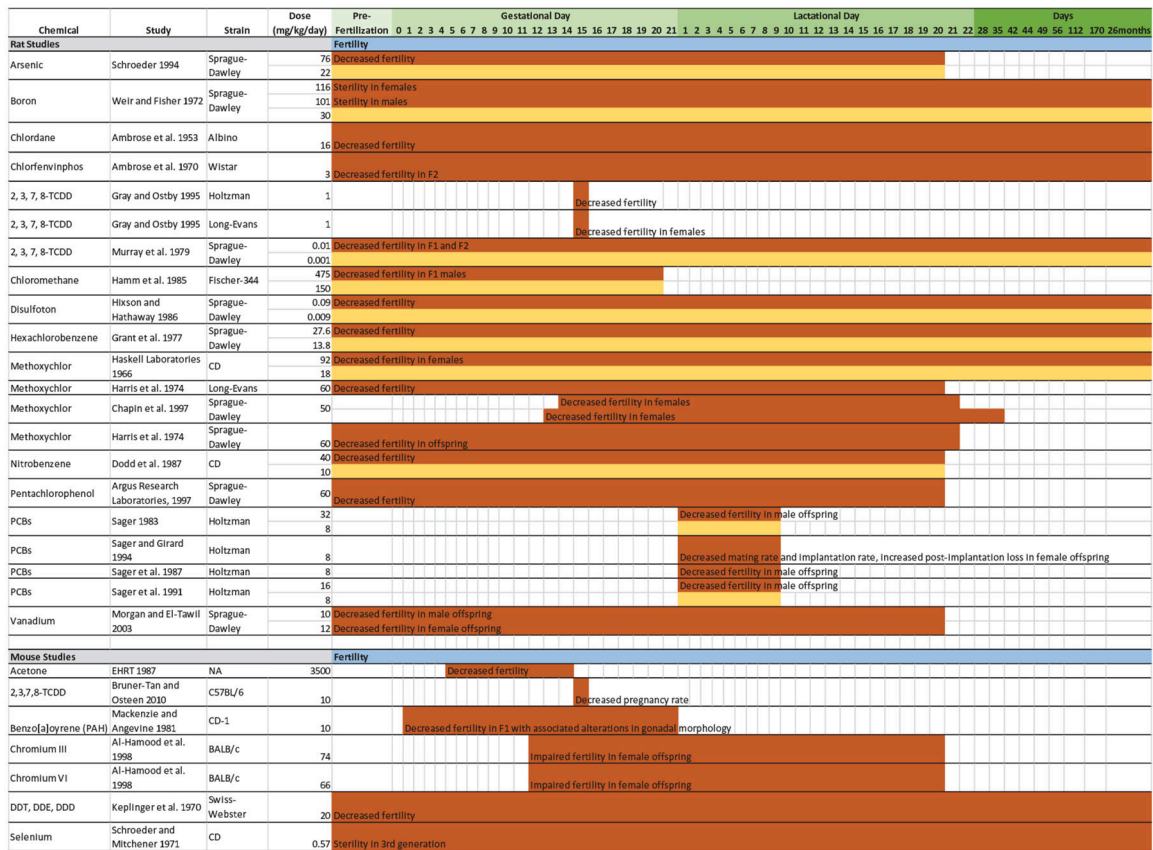 Chemical Study Strain Dose (mg/kg/day) Pre-Fertilization Gestational Day Lactational Day Days
0 1 2 3 4 5 6 7 8 9 10 11 12 13 14 15 16 17 18 19 20 21 1 2 3 4 5 6 7 8 9 10 11 12 13 14 15 16 17 18 19 20 21 22 28 35 42 44 49 56 112 170 26months
Rat Studies Fertility
Arsenic Schroeder 1994 Sprague-Dawley 76 Decreased fertility
22
Boron Weir and Fisher 1972 Sprague-Dawley 116 Sterility in females
101 Sterility in males
30
Chlordane Ambrose et al. 1953 Albino 16 Decreased fertility
Chlorfenvinphos Ambrose et al. 1970 Wistar 3 Decreased fertility in F2
2, 3, 7, 8-TCDD Gray and Ostby 1995 Holtzman 1 Decreased fertility
2, 3, 7, 8-TCDD Gray and Ostby 1995 Long-Evans 1 Decreased fertility in females
2, 3, 7, 8-TCDD Murray et al. 1979 Sprague-Dawley 0.01 Decreased fertility in F1 and F2
0.001
Chloromethane Hamm et al. 1985 Fischer-344 475 Decreased fertility in F1 males
150
Disulfoton Hixson and Hathaway 1986 Sprague-Dawley 0.09 Decreased fertility
0.009
Hexachlorobenzene Grant et al. 1977 Sprague-Dawley 27.6 Decreased fertility
13.8
Methoxychlor Haskell Laboratories 1966 CD 92 Decreased fertility in females
18
Methoxychlor Harris et al. 1974 Long-Evans 60 Decreased fertility
Methoxychlor Chapin et al. 1997 Sprague-Dawley 50 Decreased fertility in females
Decreased fertility in females
Methoxychlor Harris et al. 1974 Sprague-Dawley 60 Decreased fertility in offspring
Nitrobenzene Dodd et al. 1987 CD 40 Decreased fertility
10
Pentachlorophenol Argus Research Laboratories, 1997 Sprague-Dawley 60 Decreased fertility
PCBs Sager 1983 Holtzman 32 Decreased fertility in male offspring
8
PCBs Sager and Girard 1994 Holtzman 8 Decreased mating rate and implantation rate, increased post-implantation loss in female offspring
PCBs Sager et al. 1987 Holtzman 8 Decreased fertility in male offspring
PCBs Sager et al. 1991 Holtzman 16 Decreased fertility in male offspring
8
Vanadium Morgan and El-Tawil 2003 Sprague-Dawley 10 Decreased fertility in male offspring
12 Decreased fertility in female offspring
Mouse Studies Fertility
Acetone EHRT 1987 NA 3500 Decreased fertility
2,3,7,8-TCDD Bruner-Tan and Osteen 2010 C57BL/6 10 Decreased pregnancy rate
Benzo[a]oyrene (PAH) Mackenzie and Angevine 1981 CD-1 10 Decreased fertility in F1 with associated alterations in gonadal morphology
Chromium III Al-Hamood et al. 1998 BALB/c 74 Impaired fertility in female offspring
Chromium VI Al-Hamood et al. 1998 BALB/c 66 Impaired fertility in female offspring
DDT, DDE, DDD Keplinger et al. 1970 Swiss-Webster 20 Decreased fertility
Selenium Schroeder and Mitchener 1971 CD 0.57 Sterility in 3rd generation